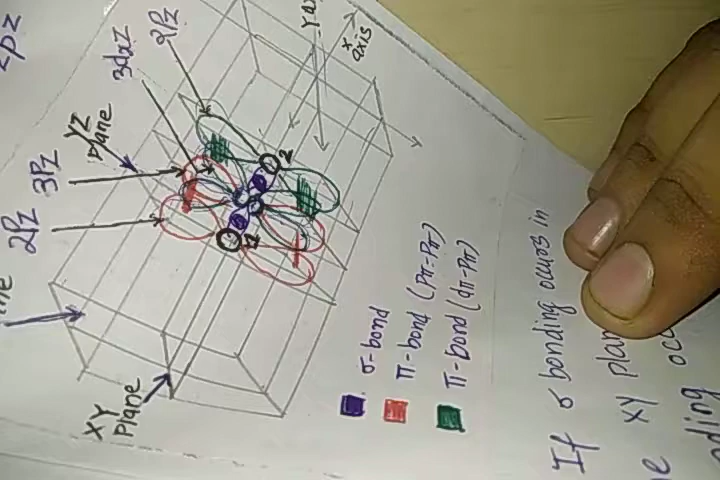 2Pz
Y axis
x axis
2Pz
3dxz
YZ plane
3Pz
2Pz
XY plane
O1
O2
σ-bond
π-bond (Pπ-Pπ)
π-bond (dπ-Pπ)
If σ bonding occurs in
XY plan